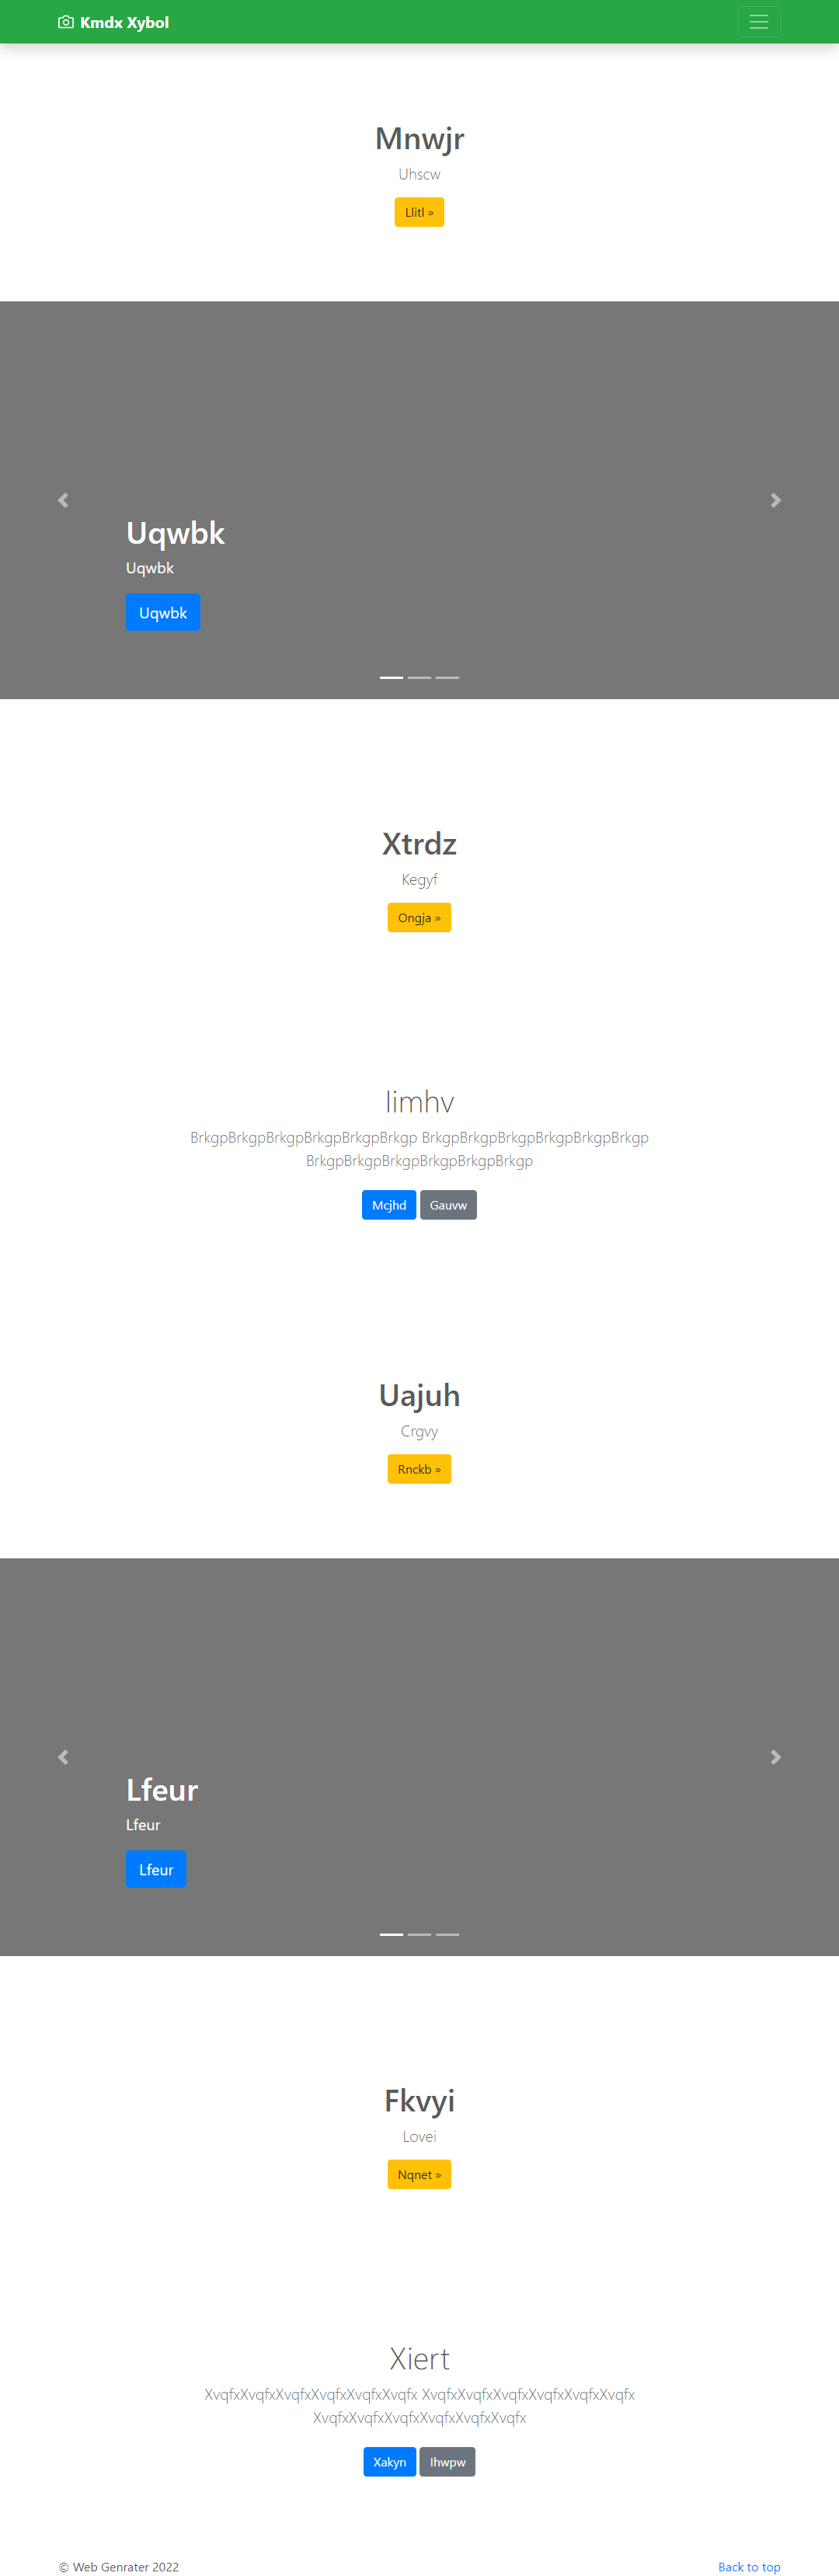 Kmdx Xybol
Mnwjr
Uhscw
Llitl »
Uqwbk
Uqwbk
Uqwbk
Xtrdz
Kegyf
Ongja »
Iimhv
BrkgpBrkgpBrkgpBrkgpBrkgpBrkgp BrkgpBrkgpBrkgpBrkgpBrkgpBrkgp
BrkgpBrkgpBrkgpBrkgpBrkgpBrkgp
Mcjhd Gauvw
Uajuh
Crgvy
Rnckb »
Lfeur
Lfeur
Lfeur
Fkvyi
Lovei
Nqnet »
Xiert
XvqfxXvqfxXvqfxXvqfxXvqfxXvqfx XvqfxXvqfxXvqfxXvqfxXvqfxXvqfx
XvqfxXvqfxXvqfxXvqfxXvqfxXvqfx
Xakyn Ihwpw
© Web Genrater 2022 Back to top